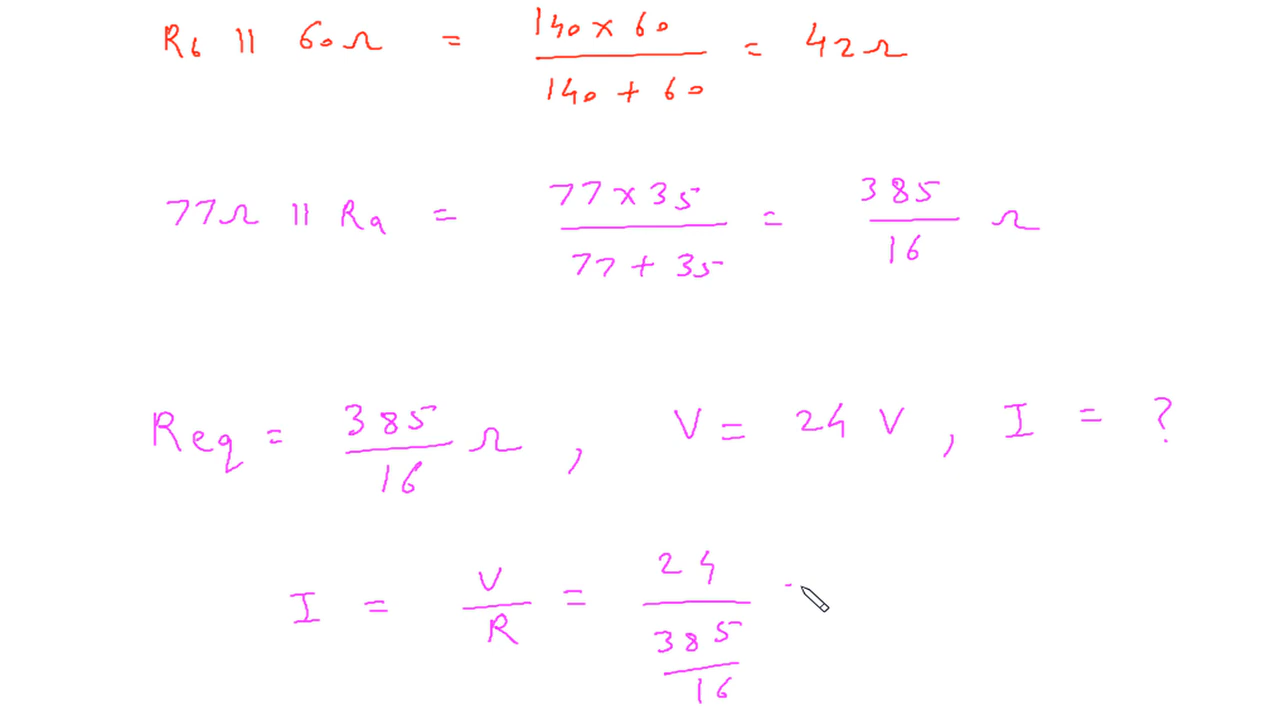 R6 || 60Ω = 140 × 60 / 140 + 60 = 42Ω
77Ω || Ra = 77 × 35 / 77 + 35 = 385 / 16 Ω
Req = 385 / 16 Ω , V = 24 V , I = ?
I = V / R = 24 / 385 / 16